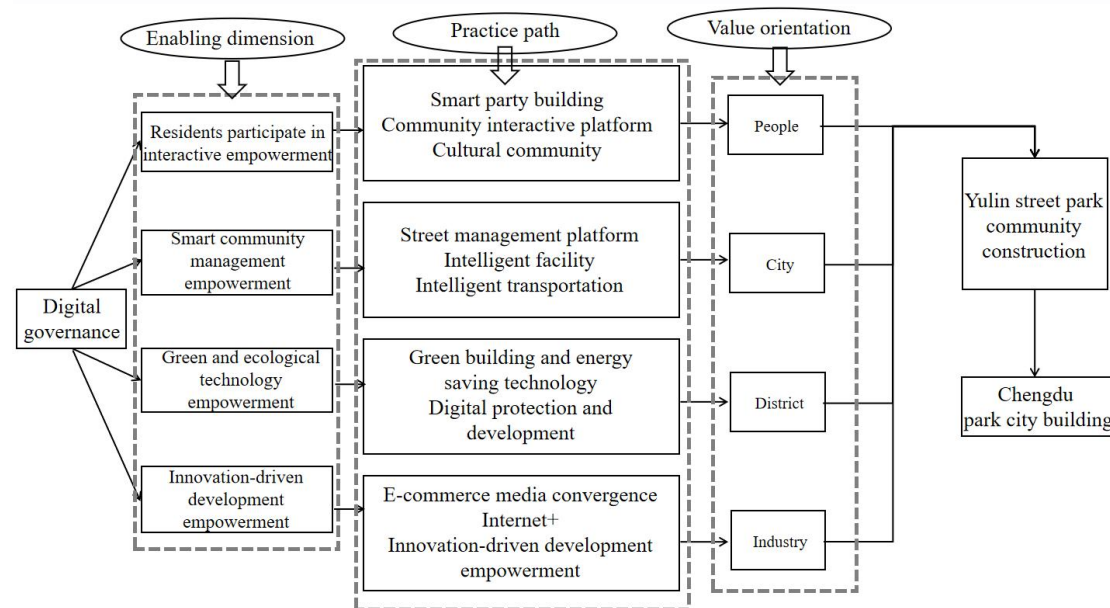 Enabling dimension
Practice path
Value orientation
Residents participate in
interactive empowerment
Smart party building
Community interactive platform
Cultural community
People
Yulin street park
community
construction
Smart community
management
empowerment
Street management platform
Intelligent facility
Intelligent transportation
City
Digital
governance
Green and ecological
technology
empowerment
Green building and energy
saving technology
Digital protection and
development
District
Chengdu
park city building
Innovation-driven
development
empowerment
E-commerce media convergence
Internet+
Innovation-driven development
empowerment
Industry